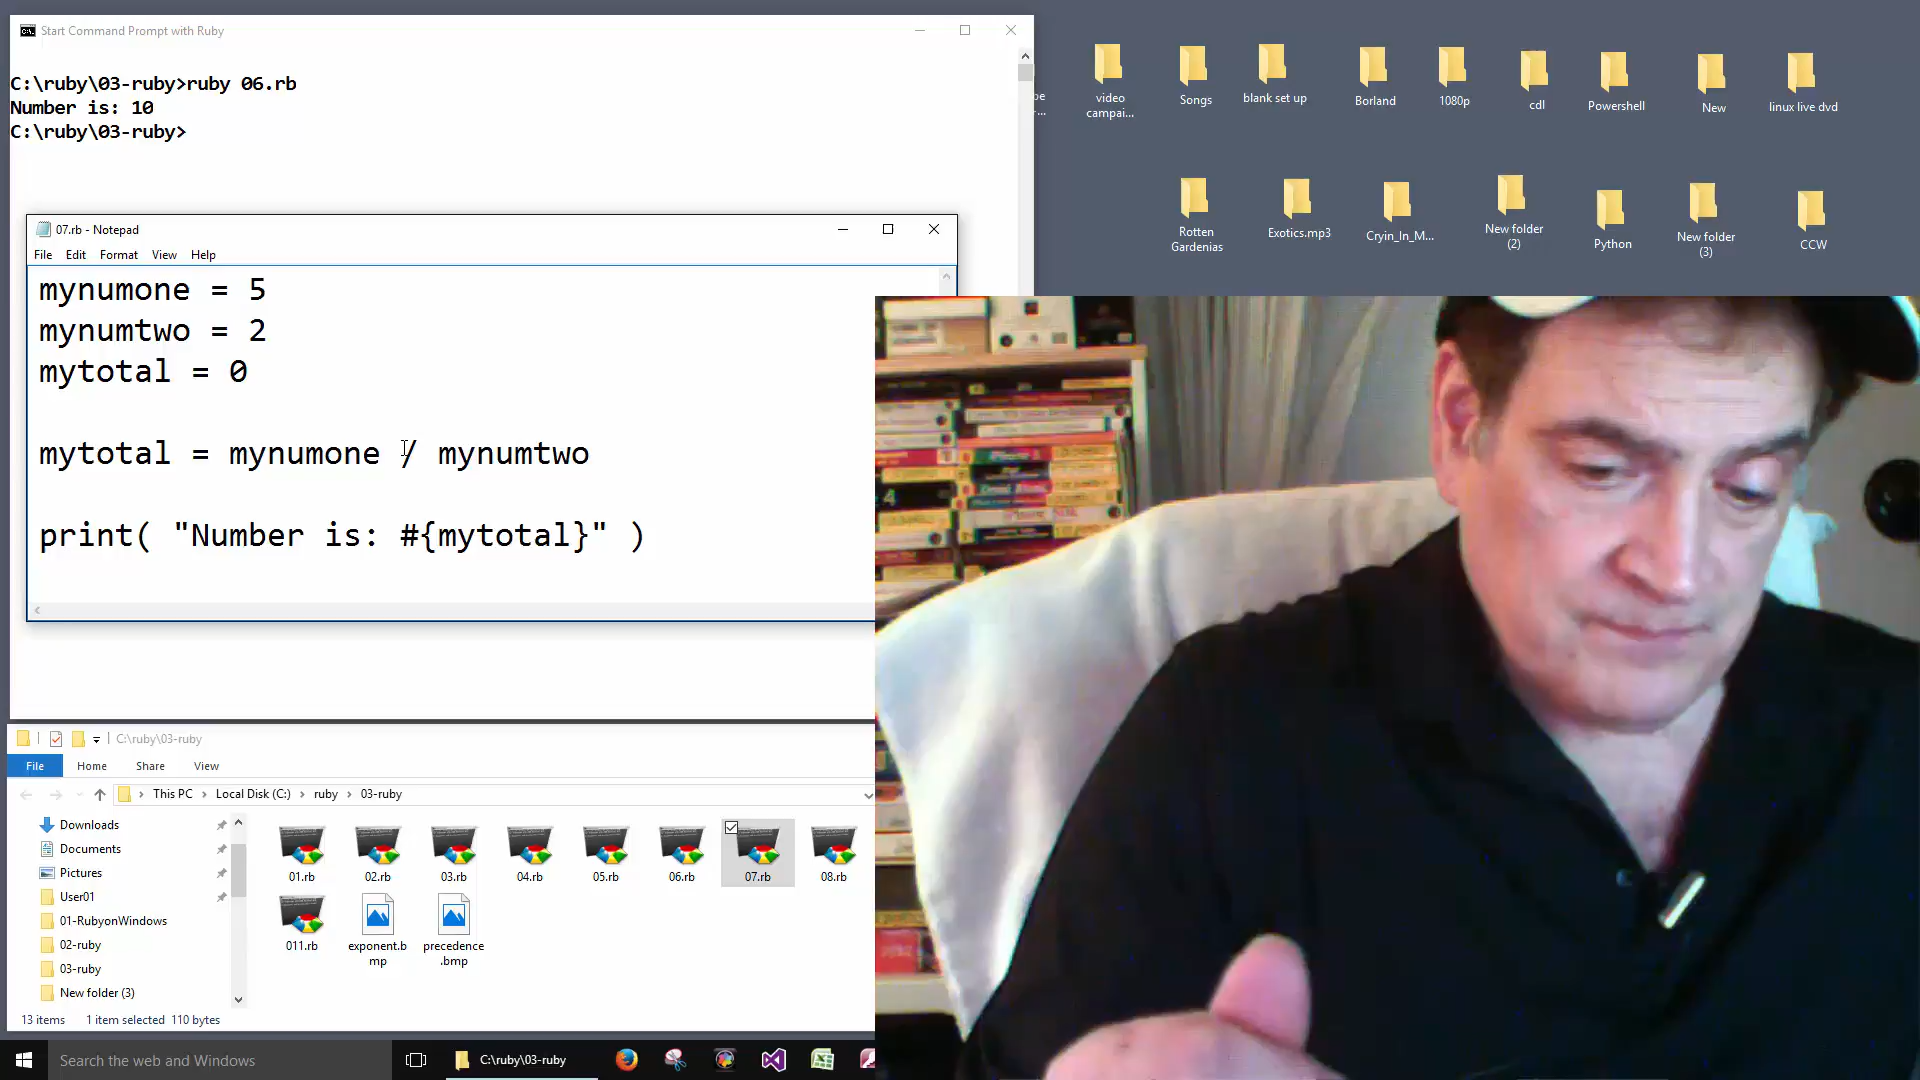 Start Command Prompt with Ruby
C:\ruby\03-ruby>ruby 06.rb
Number is: 10
C:\ruby\03-ruby>
07.rb - Notepad
File Edit Format View Help
mynumone = 5
mynumtwo = 2
mytotal = 0
mytotal = mynumone / mynumtwo
print( "Number is: #{mytotal}" )
C:\ruby\03-ruby
File Home Share View
This PC Local Disk (C:) ruby 03-ruby
Downloads
Documents
Pictures
User01
01-RubyonWindows
02-ruby
03-ruby
New folder (3)
01.rb
02.rb
03.rb
04.rb
05.rb
06.rb
07.rb
08.rb
011.rb
exponent.b
mp
precedence
.bmp
13 items 1 item selected 110 bytes
Search the web and Windows
C:\ruby\03-ruby
video
campai...
Songs
blank set up
Borland
1080p
cdl
Powershell
New
linux live dvd
Rotten
Gardenias
Exotics.mp3
Cryin_In_M...
New folder
(2)
Python
New folder
(3)
CCW